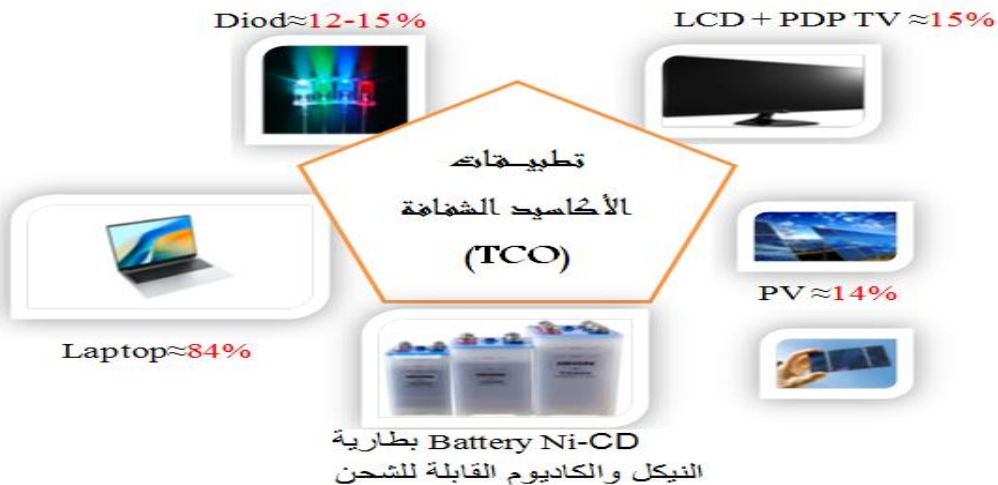 Diod≈12-15%
LCD + PDP TV ≈15%
تطبيـــقات
الأكاسيد الشفافة
(TCO)
PV ≈14%
Laptop≈84%
بطارية Battery Ni-CD
النيكل والكاديوم القابلة للشحن